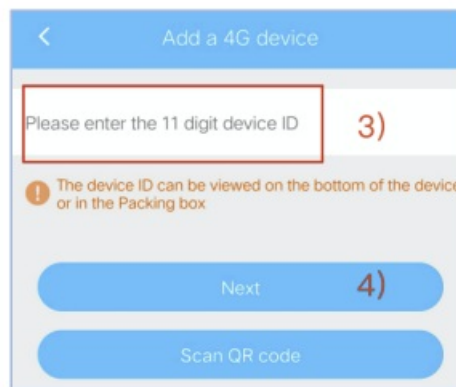 Add a 4G device
Please enter the 11 digit device ID
3)
The device ID can be viewed on the bottom of the device
or in the Packing box
Next
4)
Scan QR code